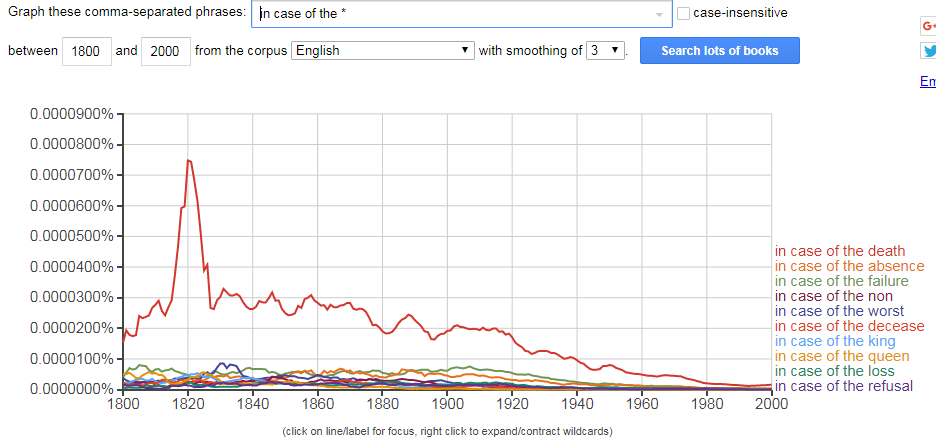 Graph these comma-separated phrases: in case of the * case-insensitive
between 1800 and 2000 from the corpus English with smoothing of 3 . Search lots of books
G+
Em
0.0000900%
0.0000800%
0.0000700%
0.0000600%
0.0000500%
0.0000400%
0.0000300%
0.0000200%
0.0000100%
0.0000000%
1800 1820 1840 1860 1880 1900 1920 1940 1960 1980 2000
in case of the death
in case of the absence
in case of the failure
in case of the non
in case of the worst
in case of the decease
in case of the king
in case of the queen
in case of the loss
in case of the refusal
(click on line/label for focus, right click to expand/contract wildcards)